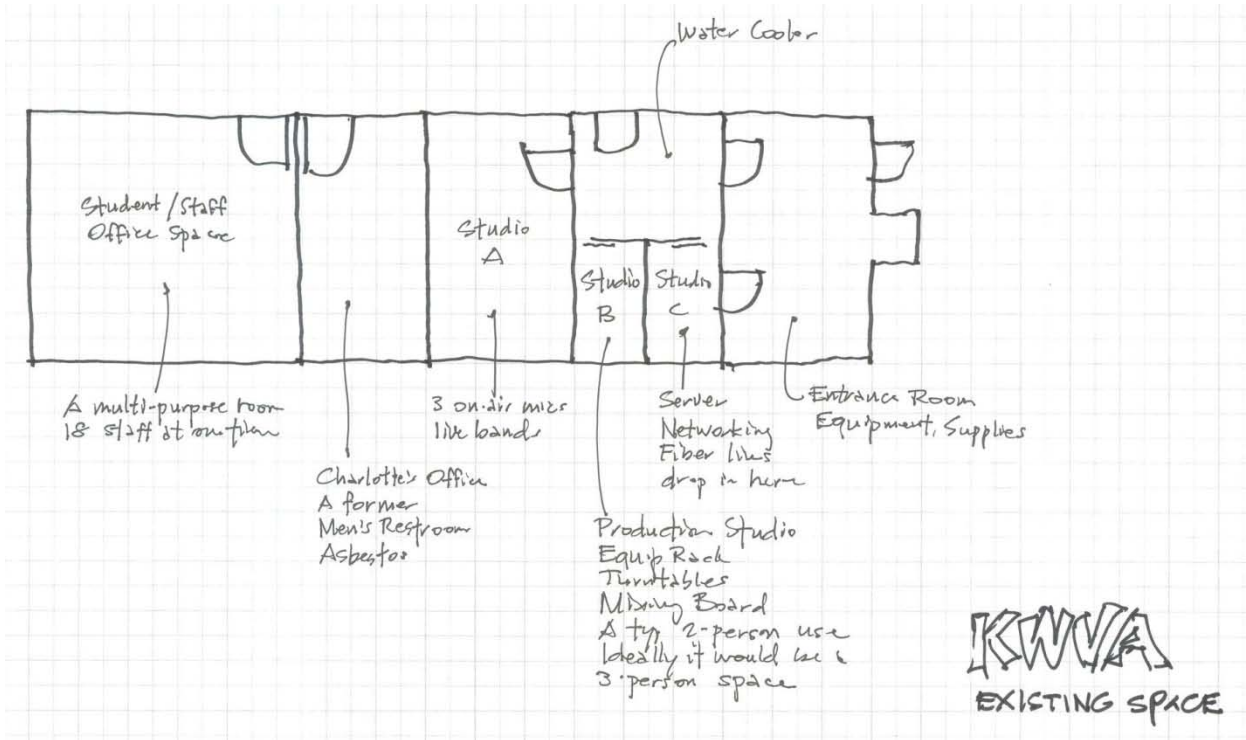 Water Cooler
Student/Staff
Office Space
Studio
A
Studio
B
Studio
C
A multi-purpose room
18 staff at one time
3 on-air mics
live bands
Server
Networking
Fiber lines
drop in here
Entrance Room
Equipment, Supplies
Charlotte's Office
A former
Men's Restroom
Asbestos
Production Studio
Equip Rack
Turntables
Mixing Board
A typ 2-person use
Ideally it would be a
3-person space
KWVA
EXISTING SPACE